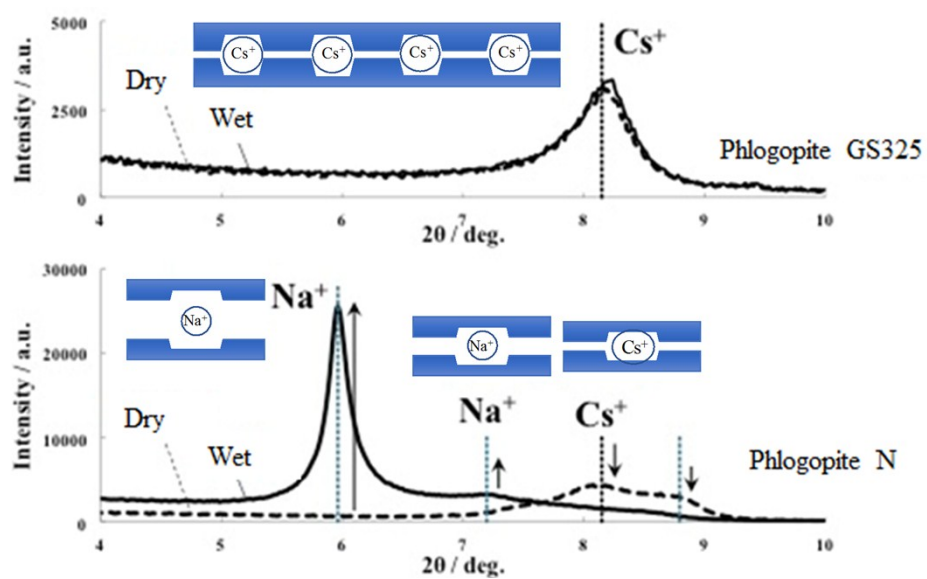 5000
2500
0
Intensity / a.u.
Cs+ Cs+ Cs+ Cs+
Cs+
Dry
Wet
Phlogopite GS325
4 5 6 7 8 9 10
2θ / deg.
30000
20000
10000
0
Intensity / a.u.
Na+
Na+
Na+
Cs+
Na+
Cs+
Dry
Wet
Phlogopite N
4 5 6 7 8 9 10
2θ / deg.